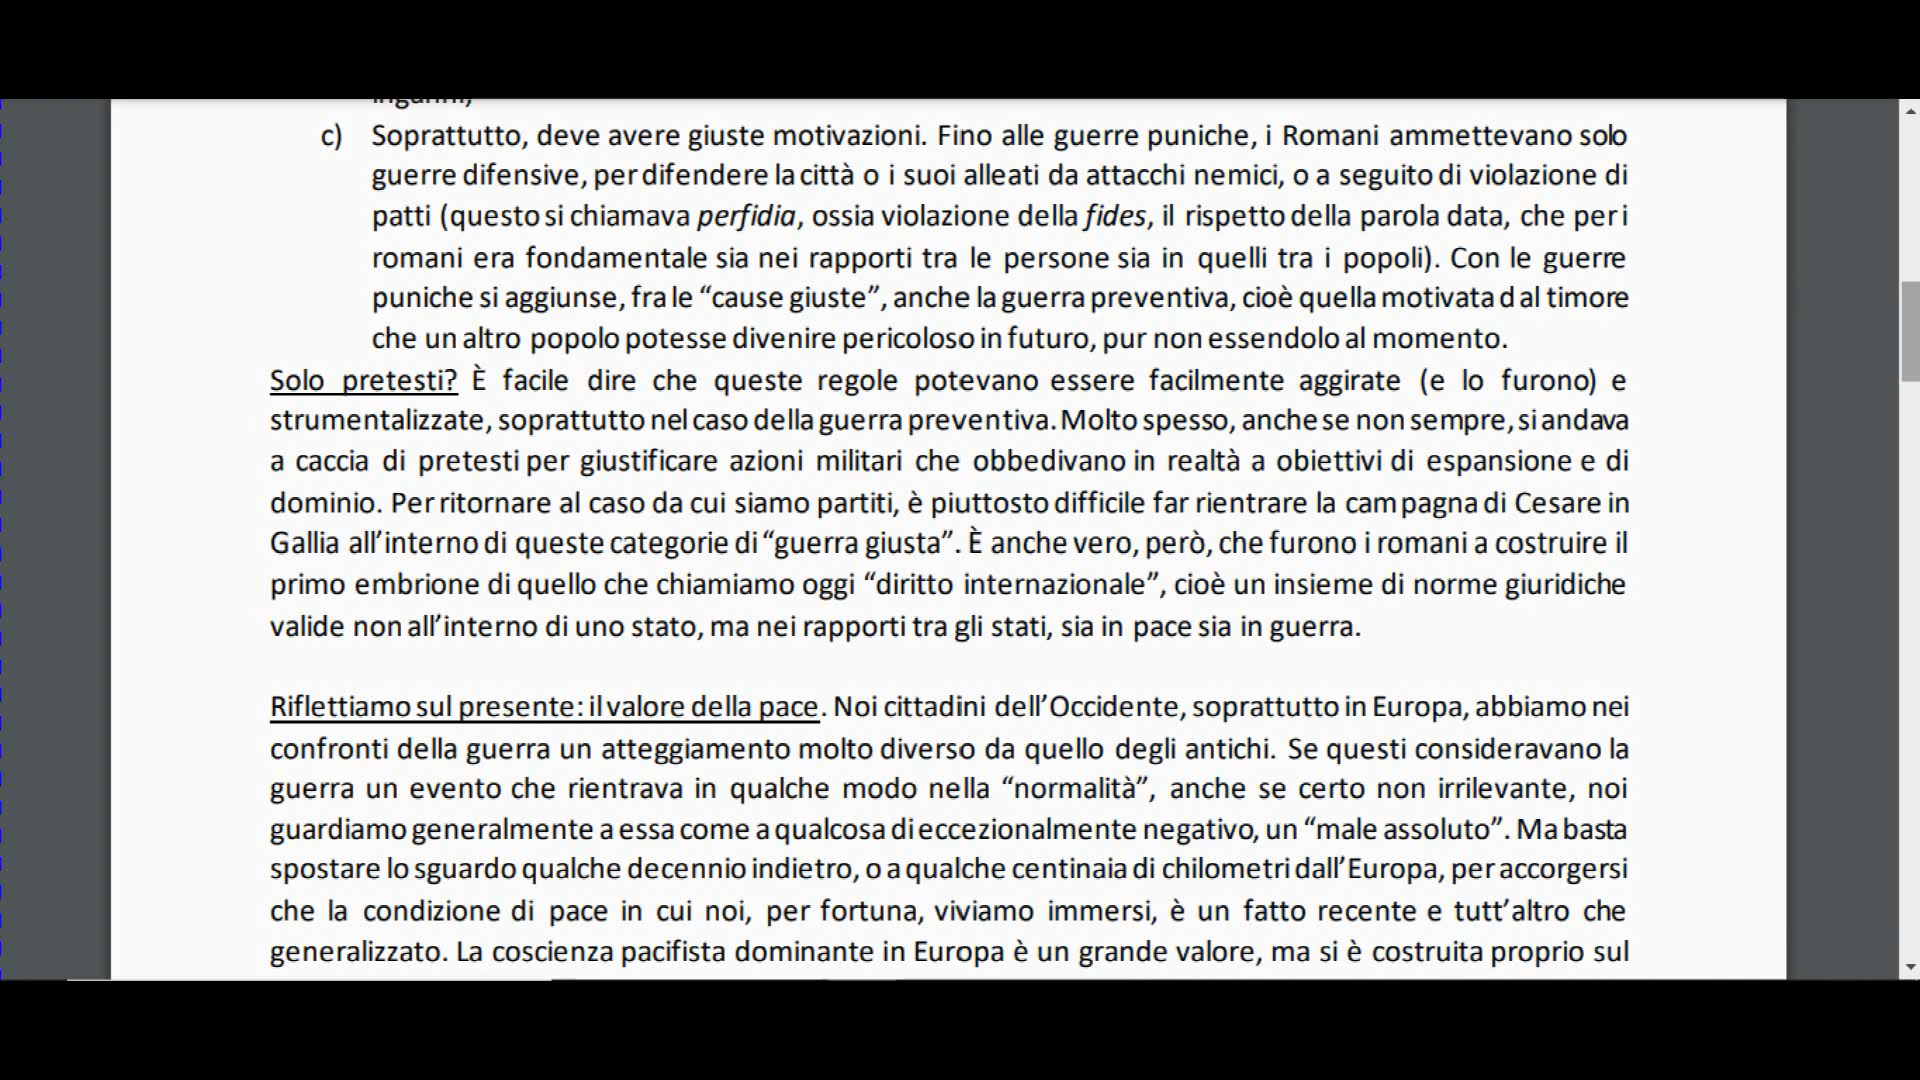 inganni;
c) Soprattutto, deve avere giuste motivazioni. Fino alle guerre puniche, i Romani ammettevano solo
guerre difensive, per difendere la città o i suoi alleati da attacchi nemici, o a seguito di violazione di
patti (questo si chiamava perfidia, ossia violazione della fides, il rispetto della parola data, che per i
romani era fondamentale sia nei rapporti tra le persone sia in quelli tra i popoli). Con le guerre
puniche si aggiunse, fra le “cause giuste”, anche la guerra preventiva, cioè quella motivata dal timore
che un altro popolo potesse divenire pericoloso in futuro, pur non essendolo al momento.
Solo pretesti? È facile dire che queste regole potevano essere facilmente aggirate (e lo furono) e
strumentalizzate, soprattutto nel caso della guerra preventiva. Molto spesso, anche se non sempre, si andava
a caccia di pretesti per giustificare azioni militari che obbedivano in realtà a obiettivi di espansione e di
dominio. Per ritornare al caso da cui siamo partiti, è piuttosto difficile far rientrare la campagna di Cesare in
Gallia all’interno di queste categorie di “guerra giusta”. È anche vero, però, che furono i romani a costruire il
primo embrione di quello che chiamiamo oggi “diritto internazionale”, cioè un insieme di norme giuridiche
valide non all’interno di uno stato, ma nei rapporti tra gli stati, sia in pace sia in guerra.
Riflettiamo sul presente: il valore della pace. Noi cittadini dell’Occidente, soprattutto in Europa, abbiamo nei
confronti della guerra un atteggiamento molto diverso da quello degli antichi. Se questi consideravano la
guerra un evento che rientrava in qualche modo nella “normalità”, anche se certo non irrilevante, noi
guardiamo generalmente a essa come a qualcosa di eccezionalmente negativo, un “male assoluto”. Ma basta
spostare lo sguardo qualche decennio indietro, o a qualche centinaia di chilometri dall’Europa, per accorgersi
che la condizione di pace in cui noi, per fortuna, viviamo immersi, è un fatto recente e tutt’altro che
generalizzato. La coscienza pacifista dominante in Europa è un grande valore, ma si è costruita proprio sul